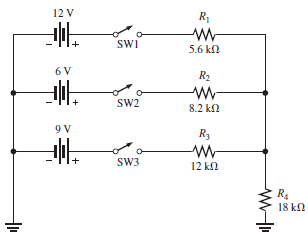 12 V
R1
− +
SW1
5.6 kΩ
6 V
R2
− +
SW2
8.2 kΩ
9 V
R3
− +
SW3
12 kΩ
R4
18 kΩ